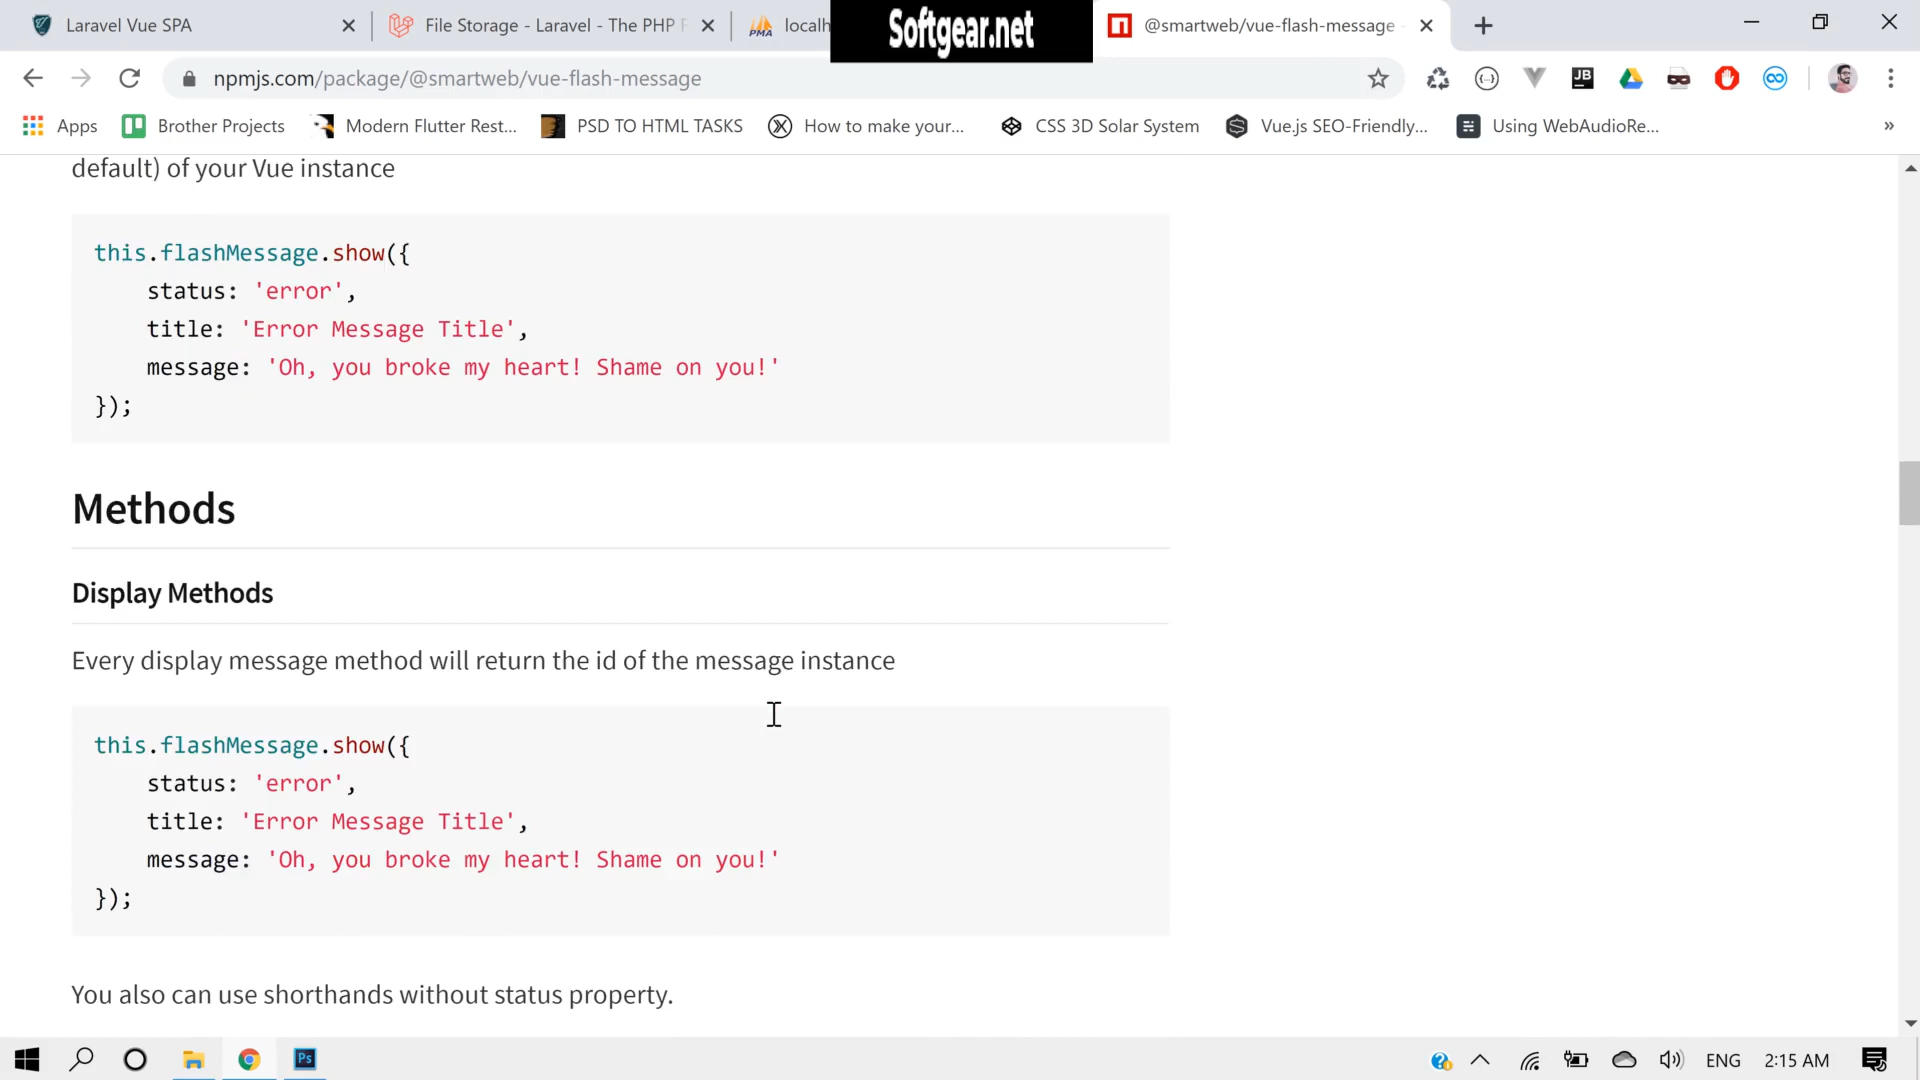 Laravel Vue SPA
File Storage - Laravel - The PHP F
PMA
localh
Softgear.net
@smartweb/vue-flash-message -
npmjs.com/package/@smartweb/vue-flash-message
{··}
JB
Apps
Brother Projects
Modern Flutter Rest...
PSD TO HTML TASKS
How to make your...
CSS 3D Solar System
Vue.js SEO-Friendly...
Using WebAudioRe...
»
default) of your Vue instance
this.flashMessage.show({
status: 'error',
title: 'Error Message Title',
message: 'Oh, you broke my heart! Shame on you!'
});
Methods
Display Methods
Every display message method will return the id of the message instance
this.flashMessage.show({
status: 'error',
title: 'Error Message Title',
message: 'Oh, you broke my heart! Shame on you!'
});
You also can use shorthands without status property.
Ps
ENG
2:15 AM